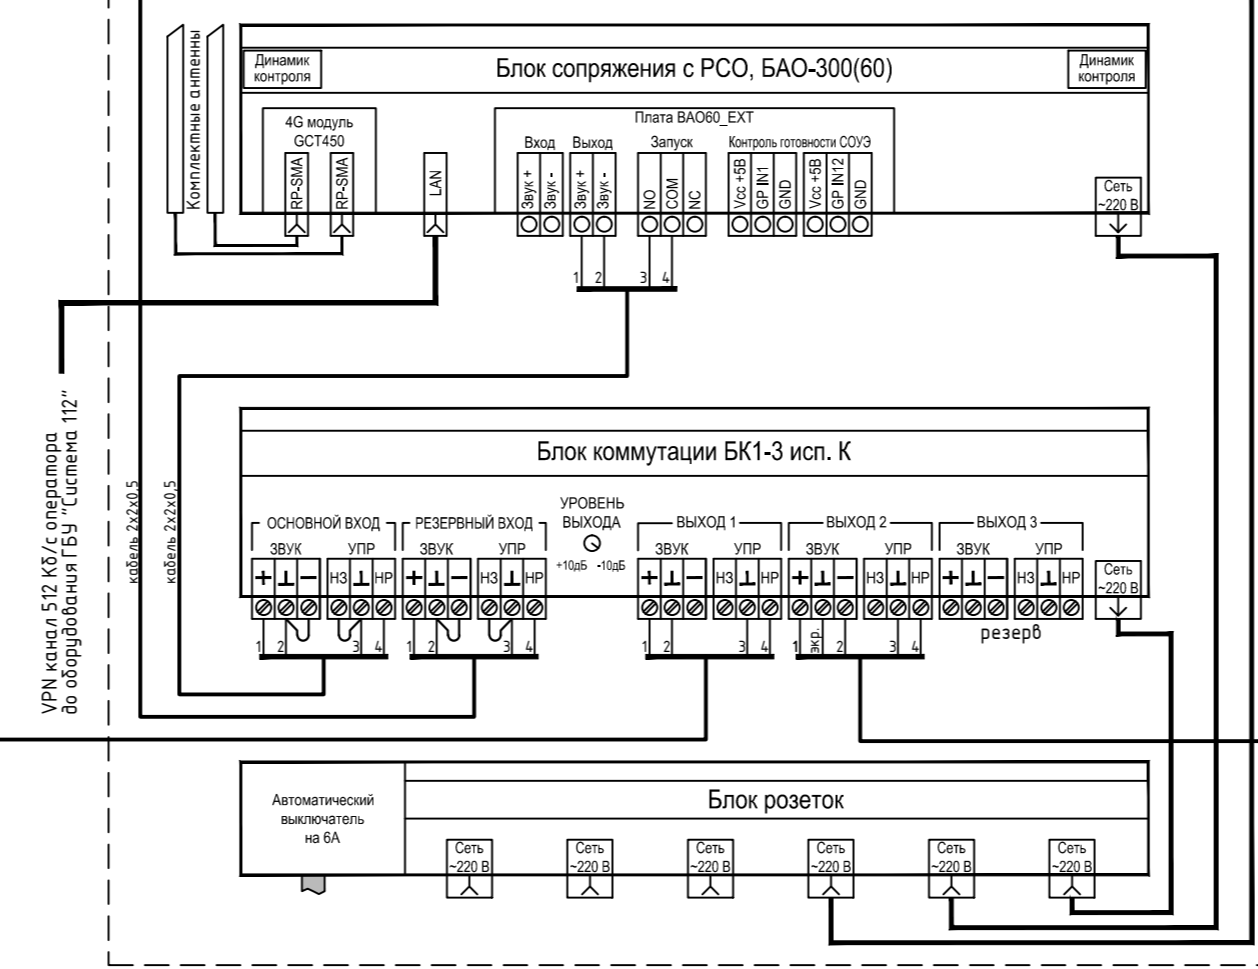 Комплектные антенны
Динамик
контроля
Блок сопряжения с РСО, БАО-300(60)
Динамик
контроля
4G модуль
GCT450
RP-SMA
RP-SMA
LAN
Плата BAO60_EXT
Вход
Выход
Запуск
Контроль готовности СОУЭ
Звук +
Звук -
Звук +
Звук -
NO
COM
NC
Vcc +5В
GP IN1
GND
Vcc +5В
GP IN12
GND
Сеть
~220 В
1 2 3 4
VPN канал 512 Кб/с оператора
до оборудования ГБУ "Система 112"
кабель 2х2х0,5
кабель 2х2х0,5
Блок коммутации БК1-3 исп. К
ОСНОВНОЙ ВХОД
РЕЗЕРВНЫЙ ВХОД
УРОВЕНЬ
ВЫХОДА
+10дБ -10дБ
ВЫХОД 1
ВЫХОД 2
ВЫХОД 3
ЗВУК УПР ЗВУК УПР ЗВУК УПР ЗВУК УПР ЗВУК УПР
+ ⊥ − НЗ ⊥ НР + ⊥ − НЗ ⊥ НР + ⊥ − НЗ ⊥ НР + ⊥ − НЗ ⊥ НР + ⊥ − НЗ ⊥ НР
Сеть
~220 В
1 2 3 4 1 2 3 4 1 2 3 4 1 экр. 2 3 4
резерв
Автоматический
выключатель
на 6А
Блок розеток
Сеть
~220 В
Сеть
~220 В
Сеть
~220 В
Сеть
~220 В
Сеть
~220 В
Сеть
~220 В